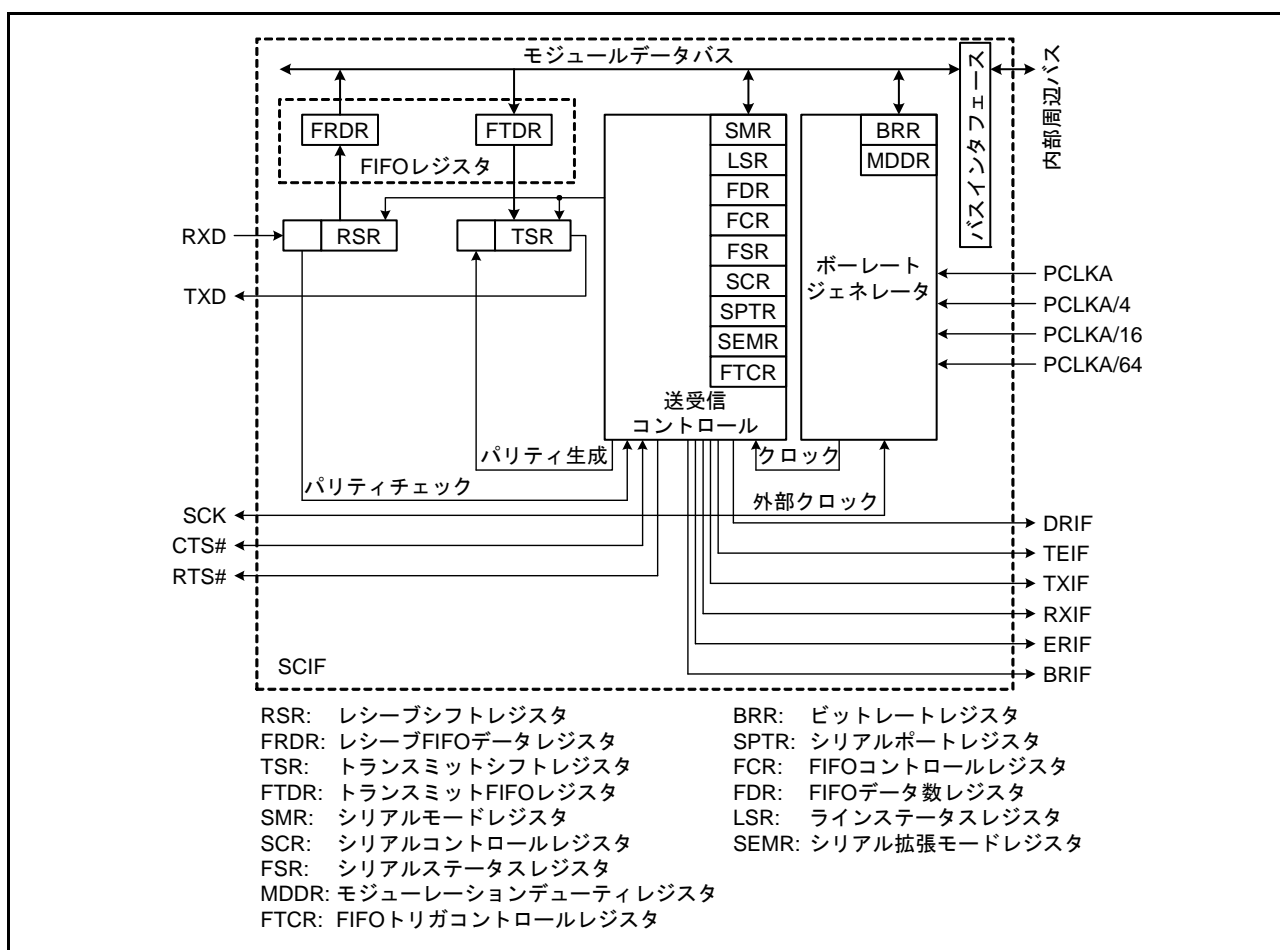 モジュールデータバス
バスインタフェース
内部周辺バス
FRDR
FTDR
FIFOレジスタ
SMR
LSR
FDR
FCR
FSR
SCR
SPTR
SEMR
FTCR
送受信
コントロール
BRR
MDDR
ボーレート
ジェネレータ
RXD
RSR
TSR
TXD
PCLKA
PCLKA/4
PCLKA/16
PCLKA/64
パリティ生成
パリティチェック
クロック
外部クロック
SCK
CTS#
RTS#
DRIF
TEIF
TXIF
RXIF
ERIF
BRIF
SCIF
RSR: レシーブシフトレジスタ
FRDR: レシーブFIFOデータレジスタ
TSR: トランスミットシフトレジスタ
FTDR: トランスミットFIFOレジスタ
SMR: シリアルモードレジスタ
SCR: シリアルコントロールレジスタ
FSR: シリアルステータスレジスタ
MDDR: モジューレーションデューティレジスタ
FTCR: FIFOトリガコントロールレジスタ
BRR: ビットレートレジスタ
SPTR: シリアルポートレジスタ
FCR: FIFOコントロールレジスタ
FDR: FIFOデータ数レジスタ
LSR: ラインステータスレジスタ
SEMR: シリアル拡張モードレジスタ